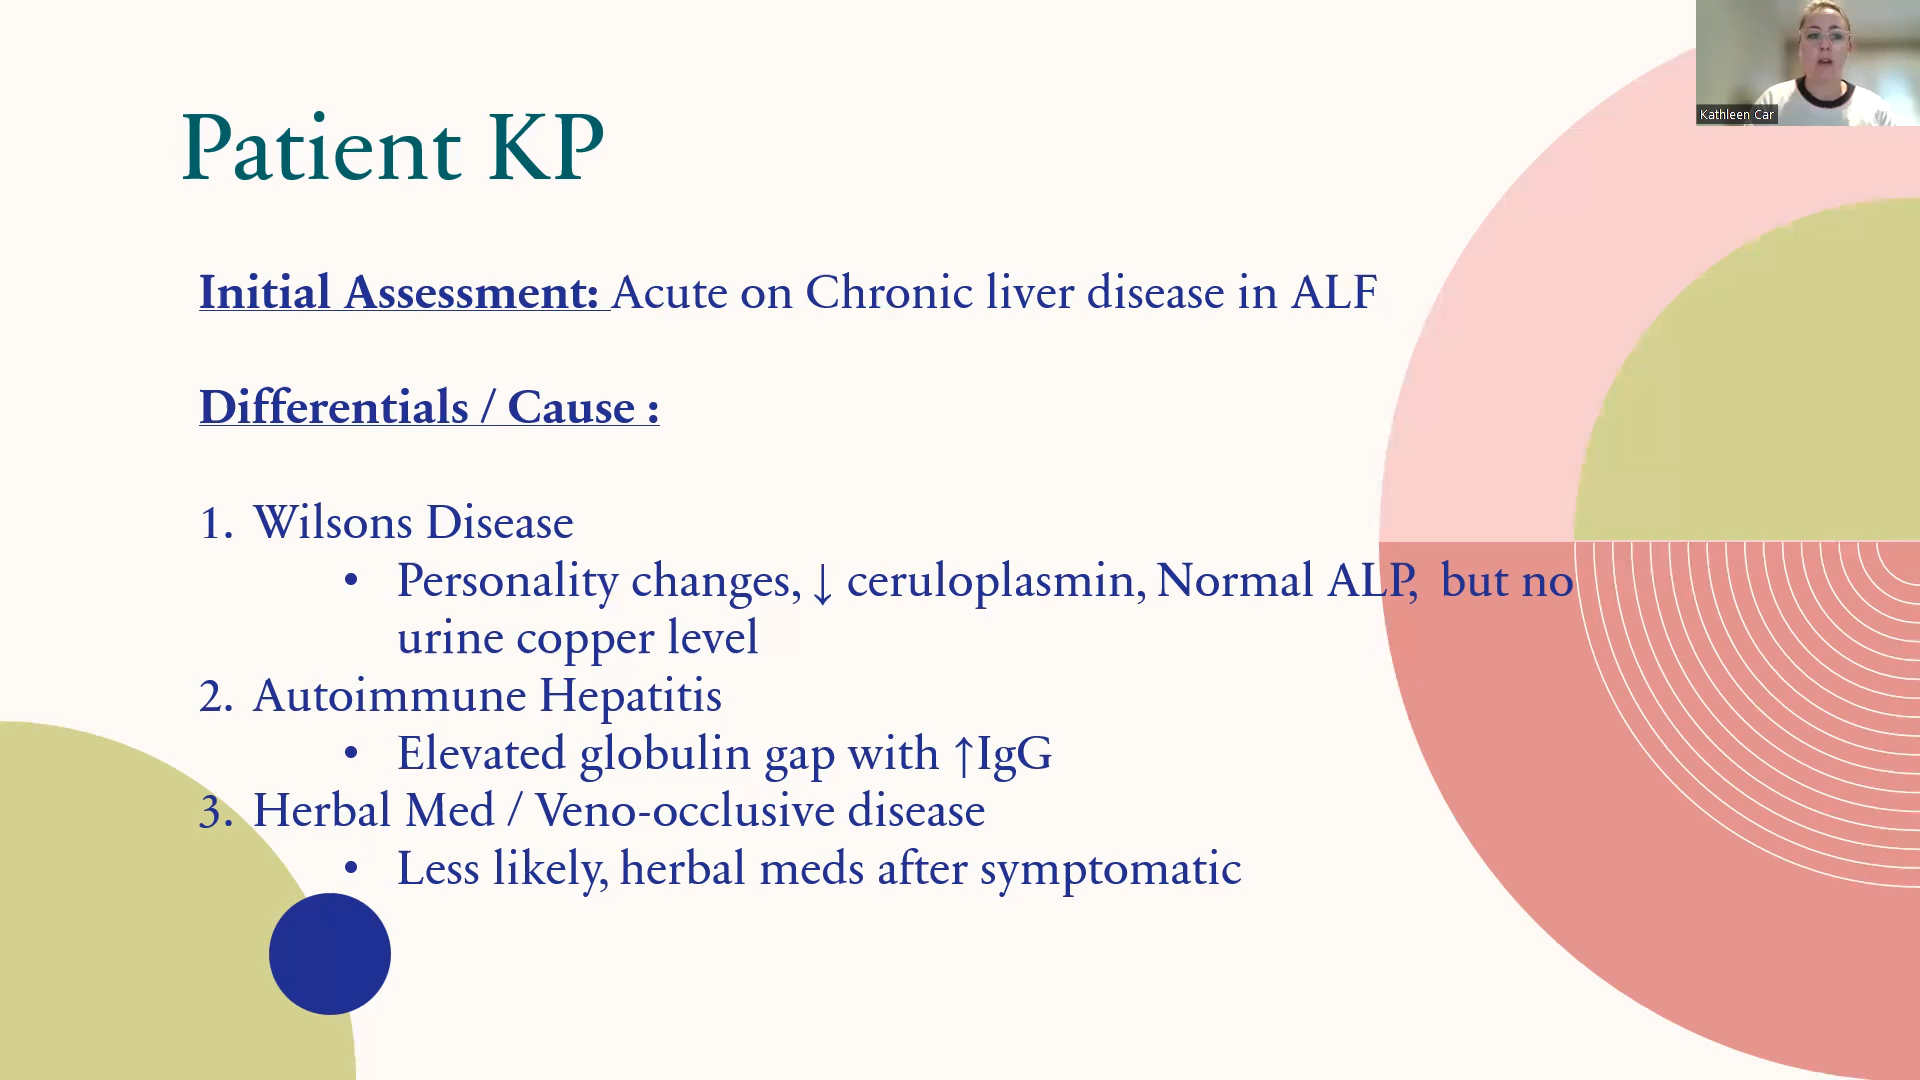 Kathleen Car
Patient KP
Initial Assessment: Acute on Chronic liver disease in ALF
Differentials / Cause :
1. Wilsons Disease
• Personality changes, ↓ ceruloplasmin, Normal ALP, but no
urine copper level
2. Autoimmune Hepatitis
• Elevated globulin gap with ↑IgG
3. Herbal Med / Veno-occlusive disease
• Less likely, herbal meds after symptomatic